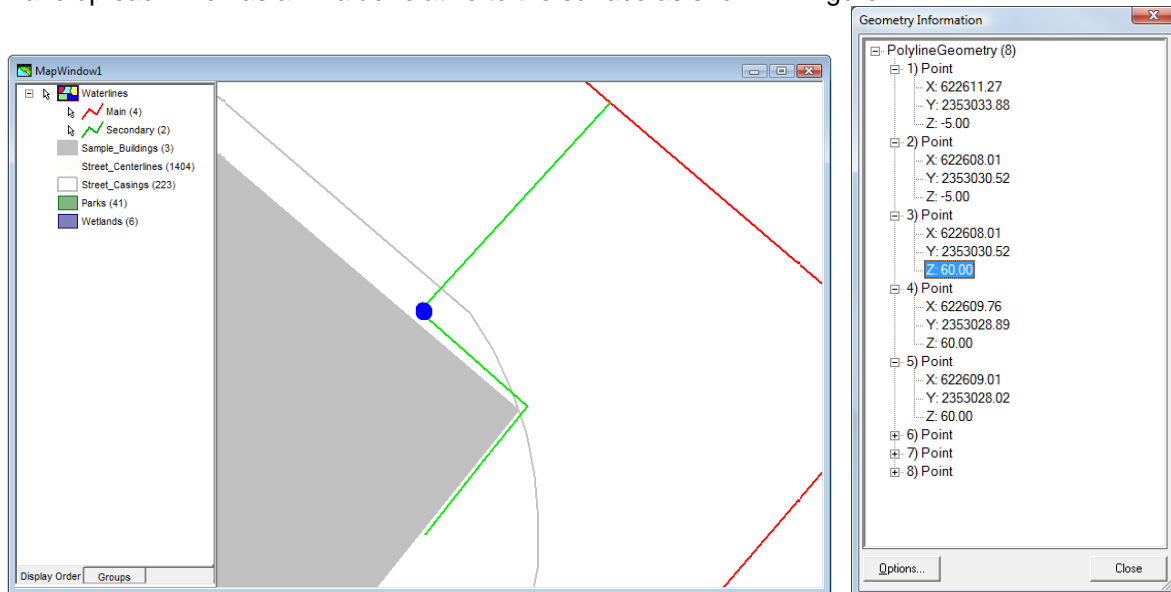 MapWindow1
Waterlines
Main (4)
Secondary (2)
Sample_Buildings (3)
Street_Centerlines (1404)
Street_Casings (223)
Parks (41)
Wetlands (6)
Display Order Groups
Geometry Information
PolylineGeometry (8)
1) Point
X: 622611.27
Y: 2353033.88
Z: -5.00
2) Point
X: 622608.01
Y: 2353030.52
Z: -5.00
3) Point
X: 622608.01
Y: 2353030.52
Z: 60.00
4) Point
X: 622609.76
Y: 2353028.89
Z: 60.00
5) Point
X: 622609.01
Y: 2353028.02
Z: 60.00
6) Point
7) Point
8) Point
Options... Close